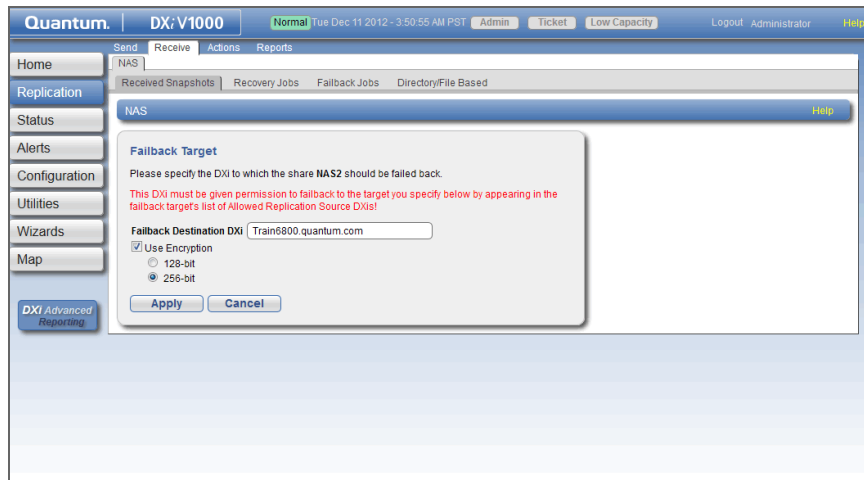 Quantum. DXi V1000 Normal Tue Dec 11 2012 - 3:50:55 AM PST Admin Ticket Low Capacity Logout Administrator Help
Send Receive Actions Reports
Home
Replication
Status
Alerts
Configuration
Utilities
Wizards
Map
DXi Advanced
Reporting
NAS
Received Snapshots Recovery Jobs Failback Jobs Directory/File Based
NAS Help
Failback Target
Please specify the DXi to which the share NAS2 should be failed back.
This DXi must be given permission to failback to the target you specify below by appearing in the
failback target's list of Allowed Replication Source DXis!
Failback Destination DXi Train6800.quantum.com
Use Encryption
128-bit
256-bit
Apply Cancel